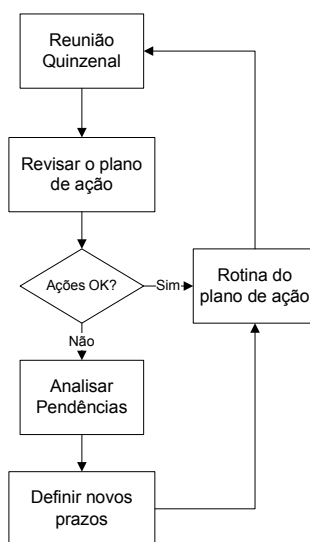 Reunião
Quinzenal
Revisar o plano
de ação
Ações OK?
Sim
Rotina do
plano de ação
Não
Analisar
Pendências
Definir novos
prazos